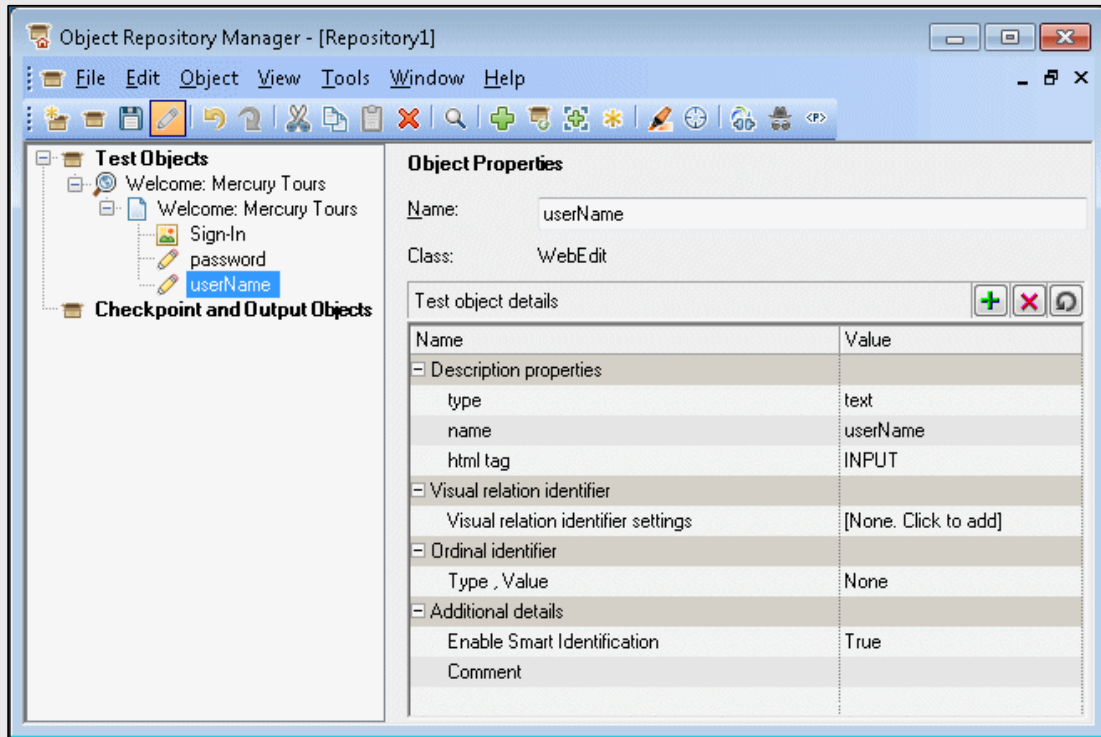 Object Repository Manager - [Repository1]
File Edit Object View Tools Window Help
<P>
Test Objects
Welcome: Mercury Tours
Welcome: Mercury Tours
Sign-In
password
userName
Checkpoint and Output Objects
Object Properties
Name: userName
Class: WebEdit
Test object details
Name Value
Description properties
type text
name userName
html tag INPUT
Visual relation identifier
Visual relation identifier settings [None. Click to add]
Ordinal identifier
Type , Value None
Additional details
Enable Smart Identification True
Comment